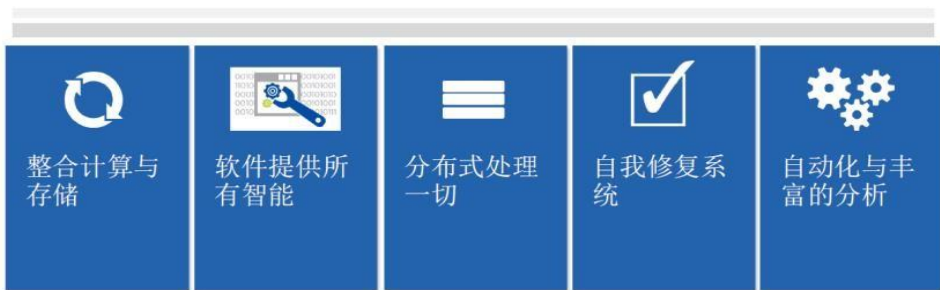 整合计算与
存储
软件提供所
有智能
分布式处理
一切
自我修复系
统
自动化与丰
富的分析